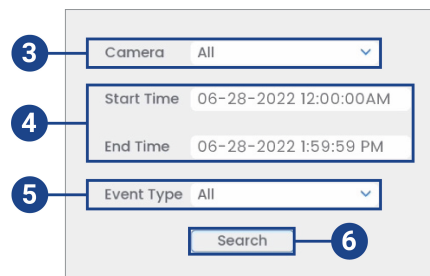 3 Camera All
4 Start Time 06-28-2022 12:00:00AM
End Time 06-28-2022 1:59:59 PM
5 Event Type All
Search 6